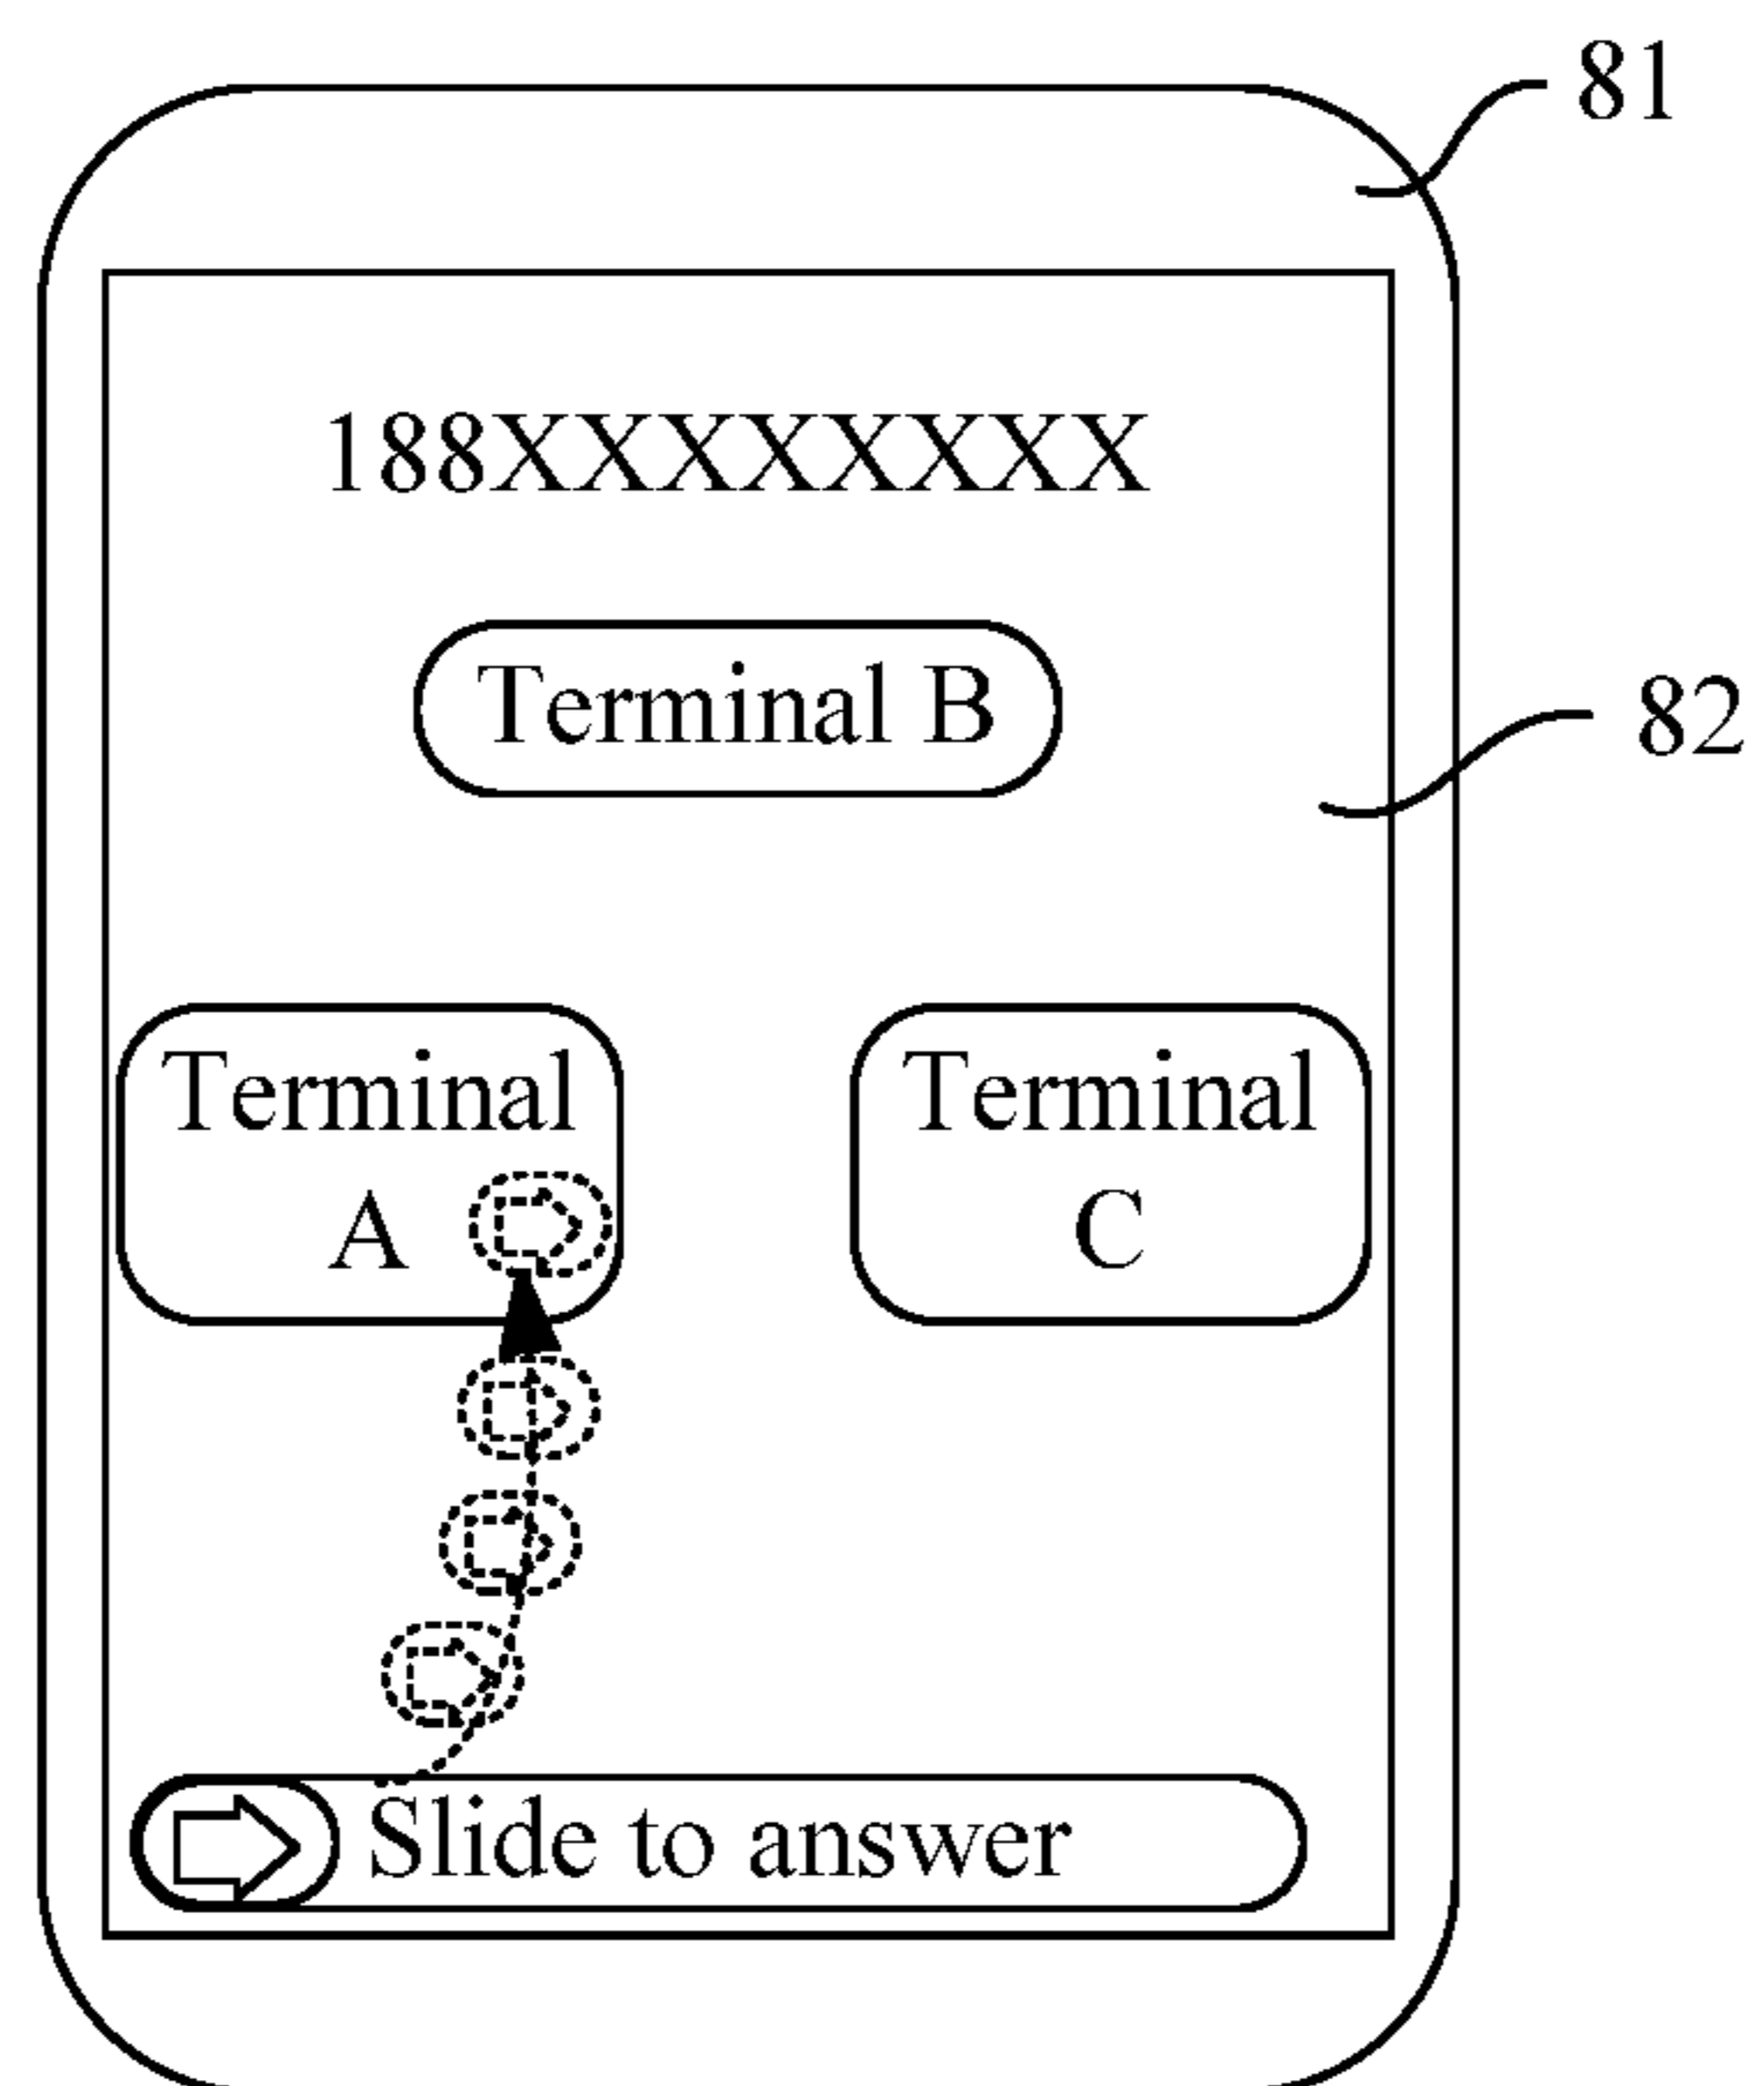 81
188XXXXXXXX
Terminal B
82
Terminal
A
Terminal
C
Slide to answer